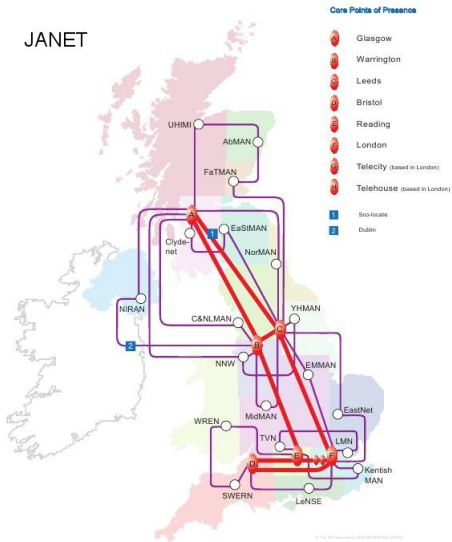 Core Points of Presence
JANET
A Glasgow
B Warrington
C Leeds
D Bristol
E Reading
F London
G Telecity (based in London)
H Telehouse (based in London)
1 Sco-locate
2 Dublin
UHIMI
AbMAN
FaTMAN
A
1
EaStMAN
Clyde-
net
NorMAN
NIRAN
C&NLMAN
YHMAN
C
B
2
NNW
EMMAN
MidMAN
EastNet
WREN
TVN
LMN
D
E
F
Kentish
MAN
SWERN
LeNSE